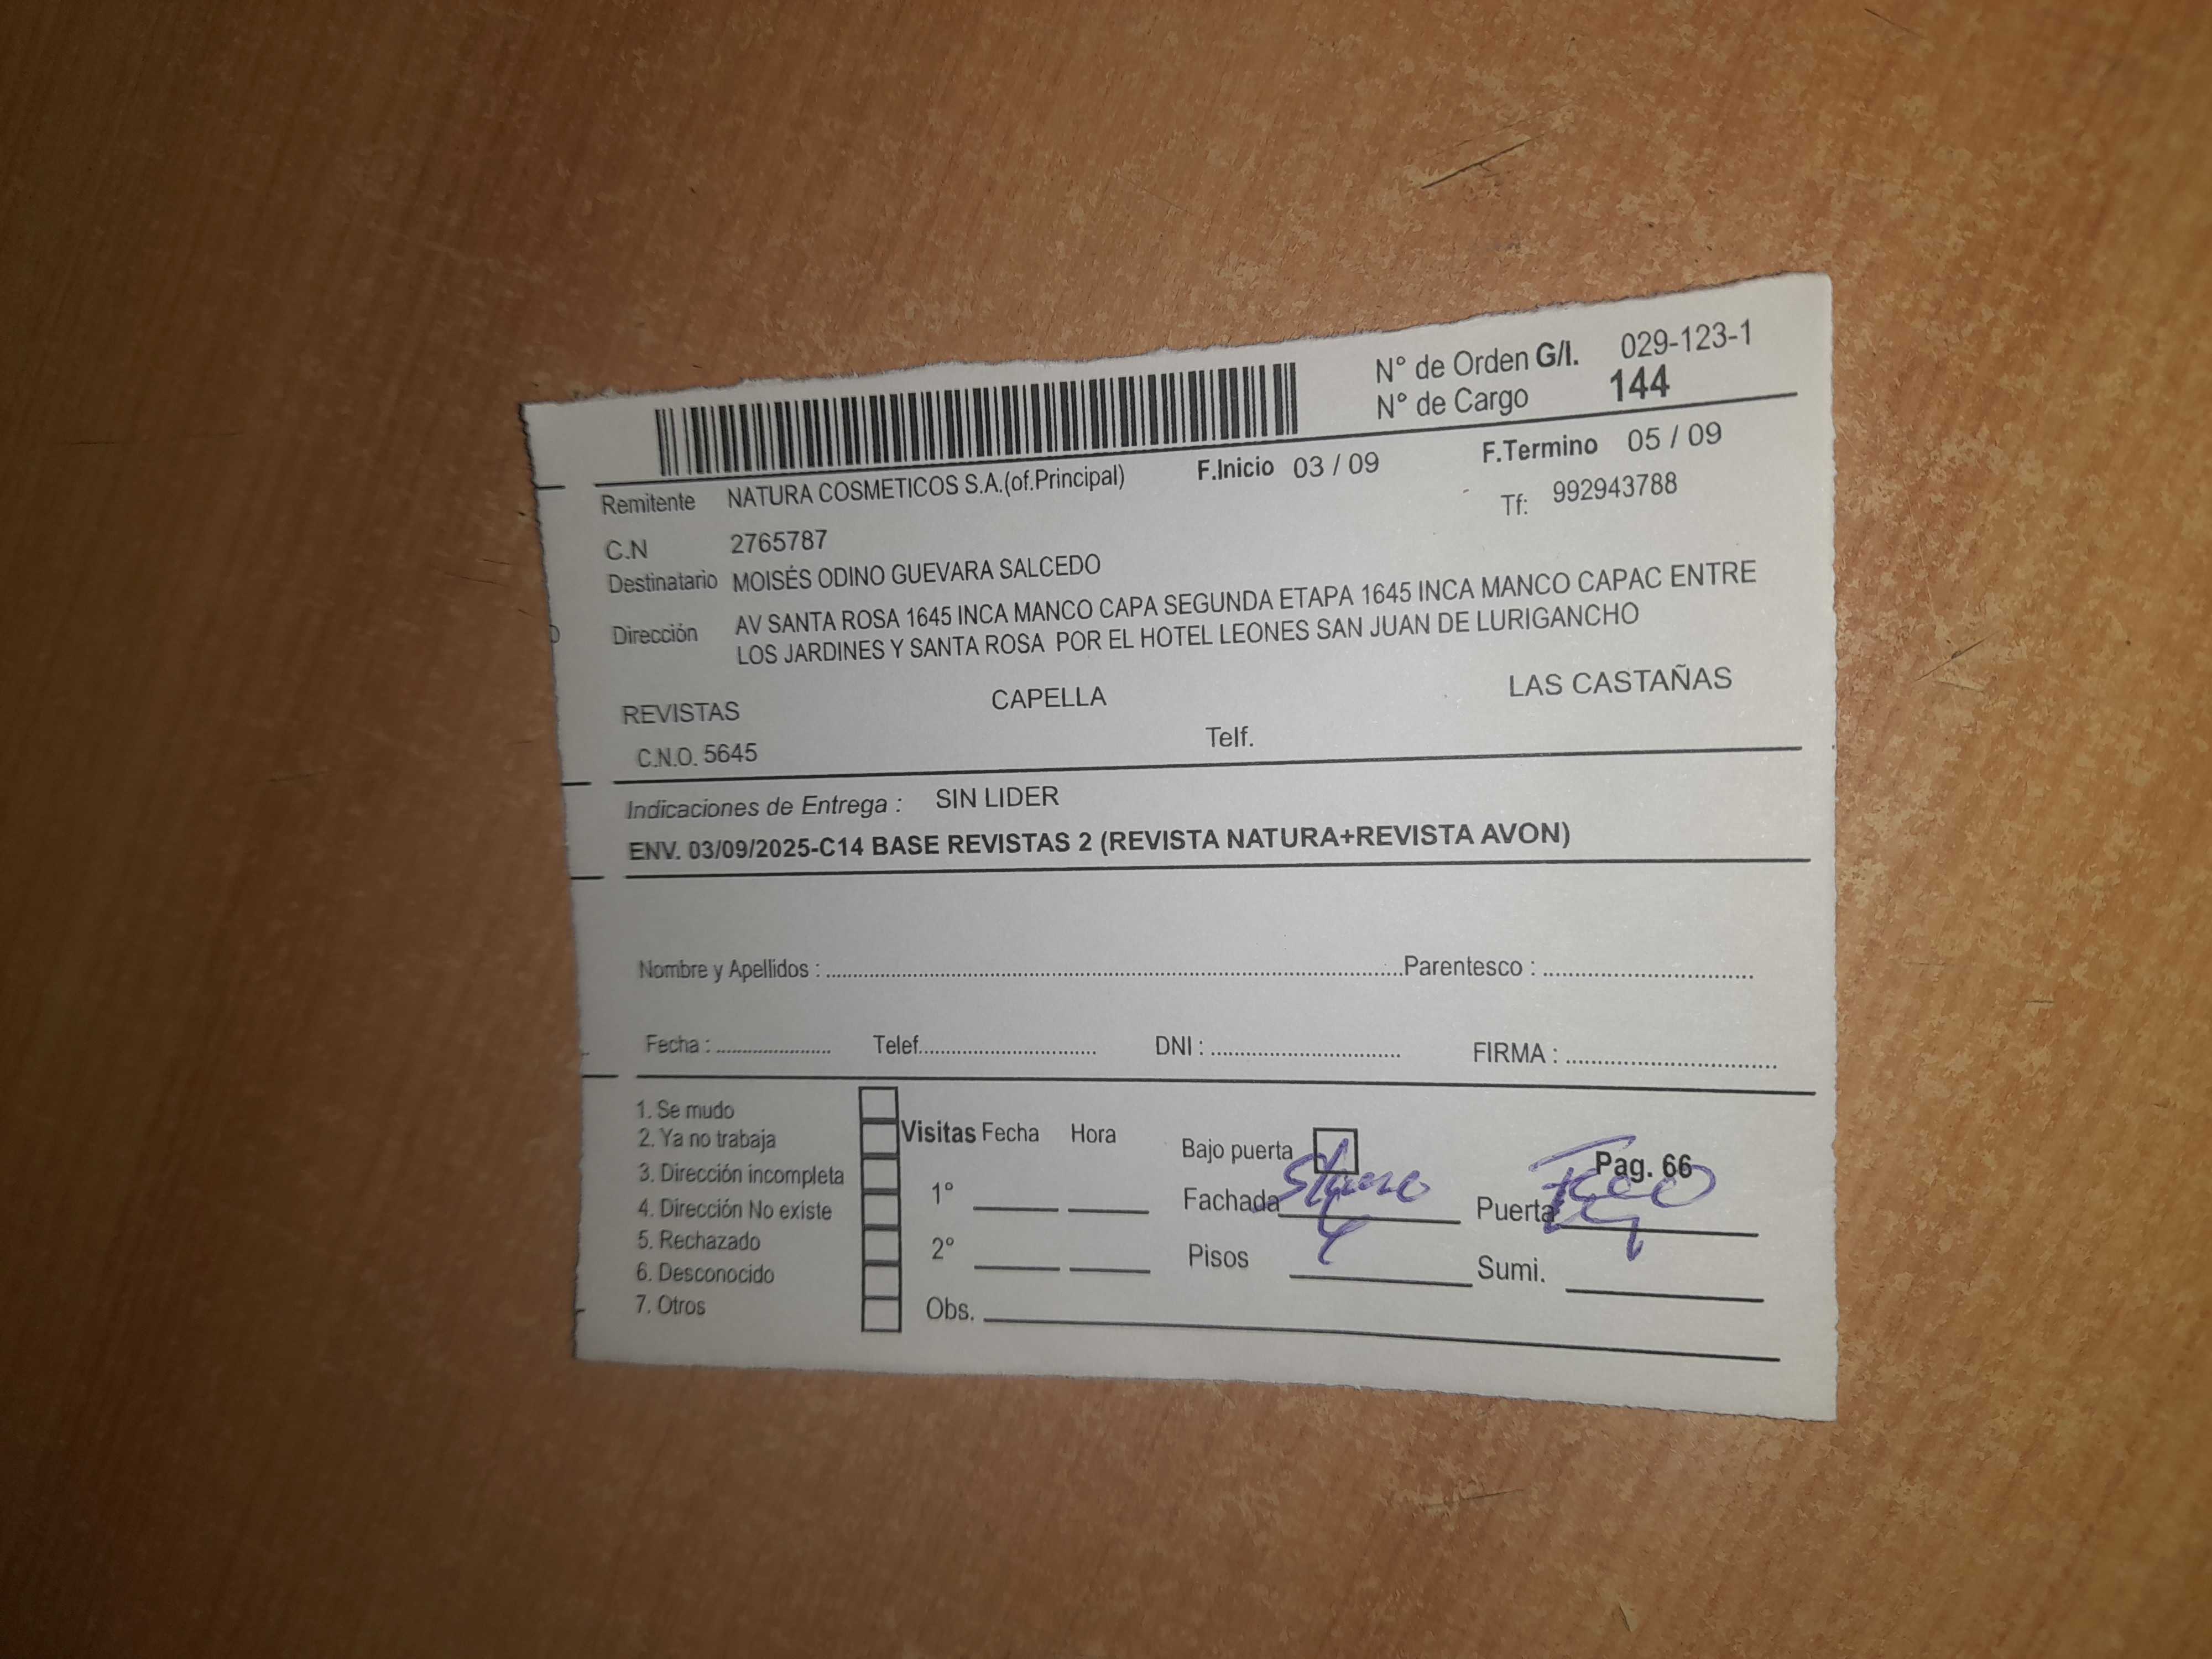 N° de Orden G/I. 029-123-1
N° de Cargo 144
Remitente NATURA COSMETICOS S.A.(of.Principal) F.Inicio 03 / 09 F.Termino 05 / 09
Tf: 992943788
C.N 2765787
Destinatario MOISÉS ODINO GUEVARA SALCEDO
Dirección AV SANTA ROSA 1645 INCA MANCO CAPA SEGUNDA ETAPA 1645 INCA MANCO CAPAC ENTRE
LOS JARDINES Y SANTA ROSA POR EL HOTEL LEONES SAN JUAN DE LURIGANCHO
REVISTAS CAPELLA LAS CASTAÑAS
C.N.O. 5645 Telf.
Indicaciones de Entrega : SIN LIDER
ENV. 03/09/2025-C14 BASE REVISTAS 2 (REVISTA NATURA+REVISTA AVON)
Nombre y Apellidos : Parentesco :
Fecha : Telef. DNI : FIRMA :
1. Se mudo
2. Ya no trabaja
3. Dirección incompleta
4. Dirección No existe
5. Rechazado
6. Desconocido
7. Otros
Visitas Fecha Hora
1°
2°
Obs.
Bajo puerta Pag. 66
Fachada Puerta
Pisos 4 Sumi.